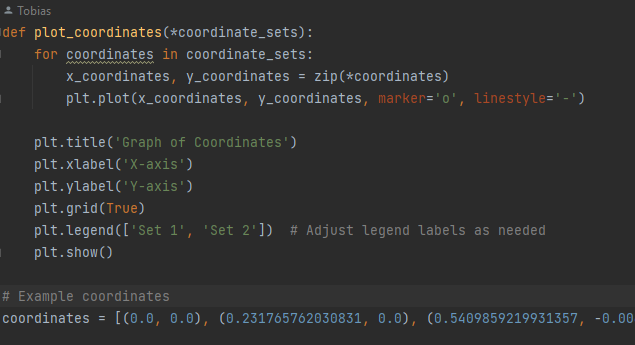 Tobias
def plot_coordinates(*coordinate_sets):
    for coordinates in coordinate_sets:
        x_coordinates, y_coordinates = zip(*coordinates)
        plt.plot(x_coordinates, y_coordinates, marker='o', linestyle='-')
    plt.title('Graph of Coordinates')
    plt.xlabel('X-axis')
    plt.ylabel('Y-axis')
    plt.grid(True)
    plt.legend(['Set 1', 'Set 2'])  # Adjust legend labels as needed
    plt.show()
# Example coordinates
coordinates = [(0.0, 0.0), (0.231765762030831, 0.0), (0.5409859219931357, -0.00